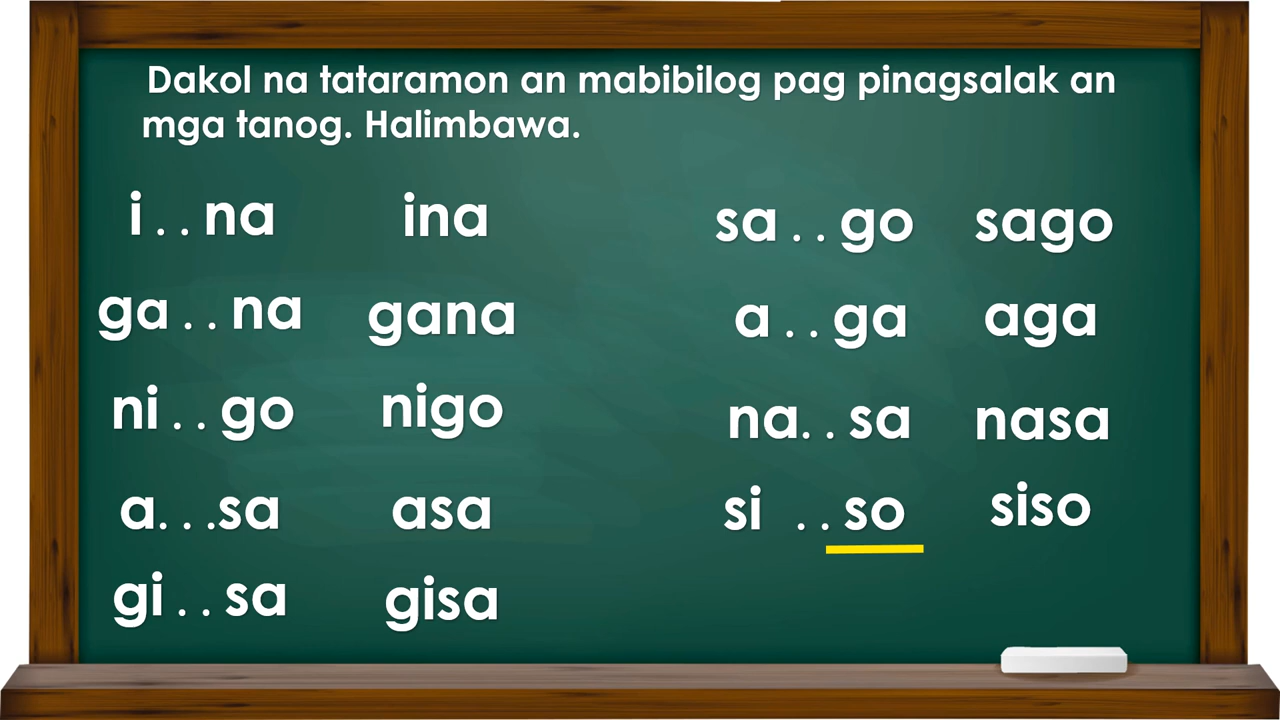 Dakol na tataramon an mabibilog pag pinagsalak an
mga tanog. Halimbawa.
i . . na ina
ga . . na gana
ni . . go nigo
a. . .sa asa
gi . . sa gisa
sa . . go sago
a . . ga aga
na. . sa nasa
si . . so siso